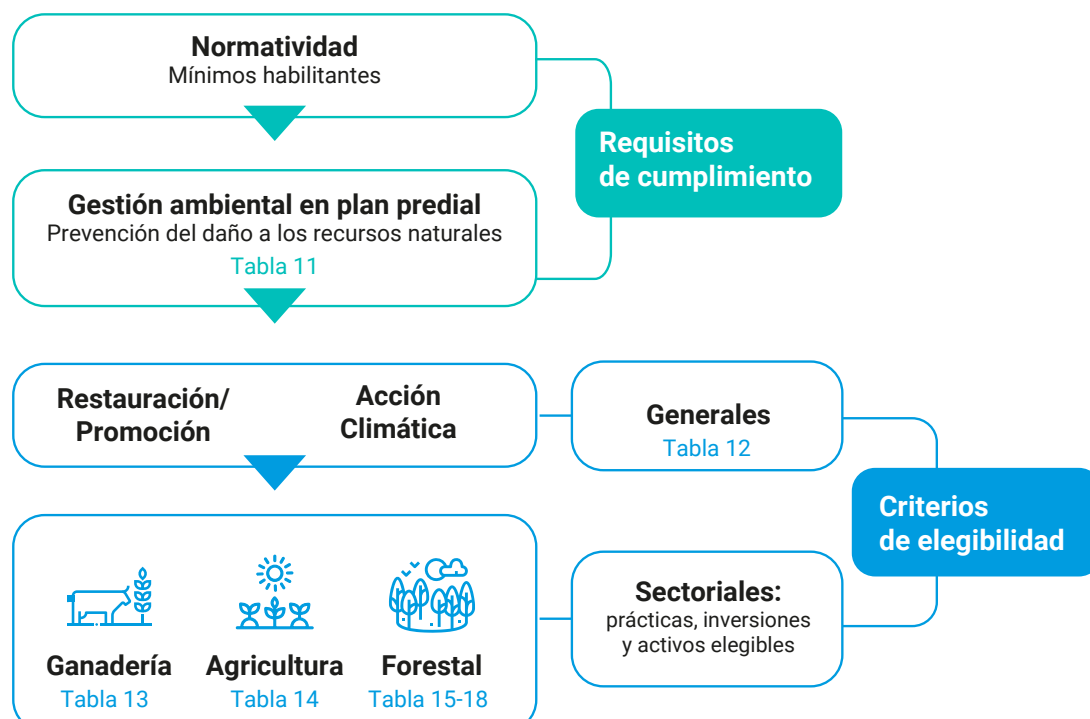 Normatividad
Mínimos habilitantes
Requisitos
de cumplimiento
Gestión ambiental en plan predial
Prevención del daño a los recursos naturales
Tabla 11
Restauración/
Promoción
Acción
Climática
Generales
Tabla 12
Criterios
de elegibilidad
Sectoriales:
prácticas, inversiones
y activos elegibles
Ganadería
Tabla 13
Agricultura
Tabla 14
Forestal
Tabla 15-18